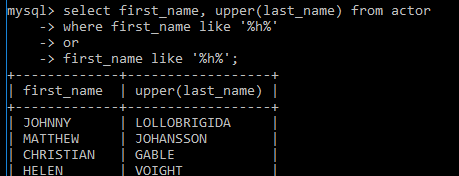 mysql> select first_name, upper(last_name) from actor
    -> where first_name like '%h%'
    -> or
    -> first_name like '%h%';
+-------------+------------------+
| first_name  | upper(last_name) |
+-------------+------------------+
| JOHNNY      | LOLLOBRIGIDA     |
| MATTHEW     | JOHANSSON        |
| CHRISTIAN   | GABLE            |
| HELEN       | VOIGHT           |